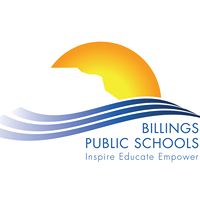 BILLINGS
PUBLIC SCHOOLS
Inspire Educate Empower